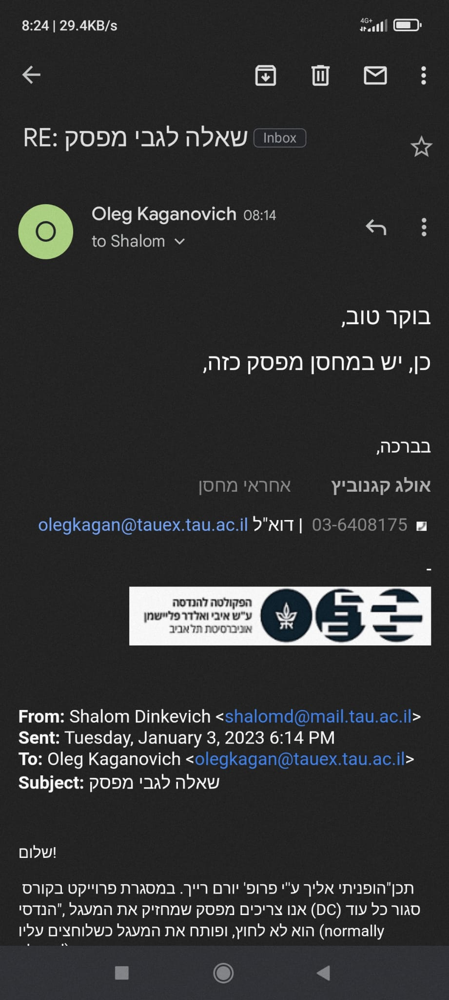 8:24 | 29.4KB/s 4G+
RE: שאלה לגבי מפסק Inbox
O
Oleg Kaganovich 08:14
to Shalom
בוקר טוב,
כן, יש במחסן מפסק כזה,
בברכה,
אולג קגנוביץ אחראי מחסן
03-6408175 | דוא"ל olegkagan@tauex.tau.ac.il
-
הפקולטה להנדסה
ע"ש איבי ואלדר פליישמן
אוניברסיטת תל אביב
From: Shalom Dinkevich <shalomd@mail.tau.ac.il>
Sent: Tuesday, January 3, 2023 6:14 PM
To: Oleg Kaganovich <olegkagan@tauex.tau.ac.il>
Subject: שאלה לגבי מפסק
שלום!
הופניתי אליך ע"י פרופ' יורם רייך. במסגרת פרוייקט בקורס "תכן
הנדסי", אנו צריכים מפסק שמחזיק את המעגל (DC) סגור כל עוד
הוא לא לחוץ, ופותח את המעגל כשלוחצים עליו (normally